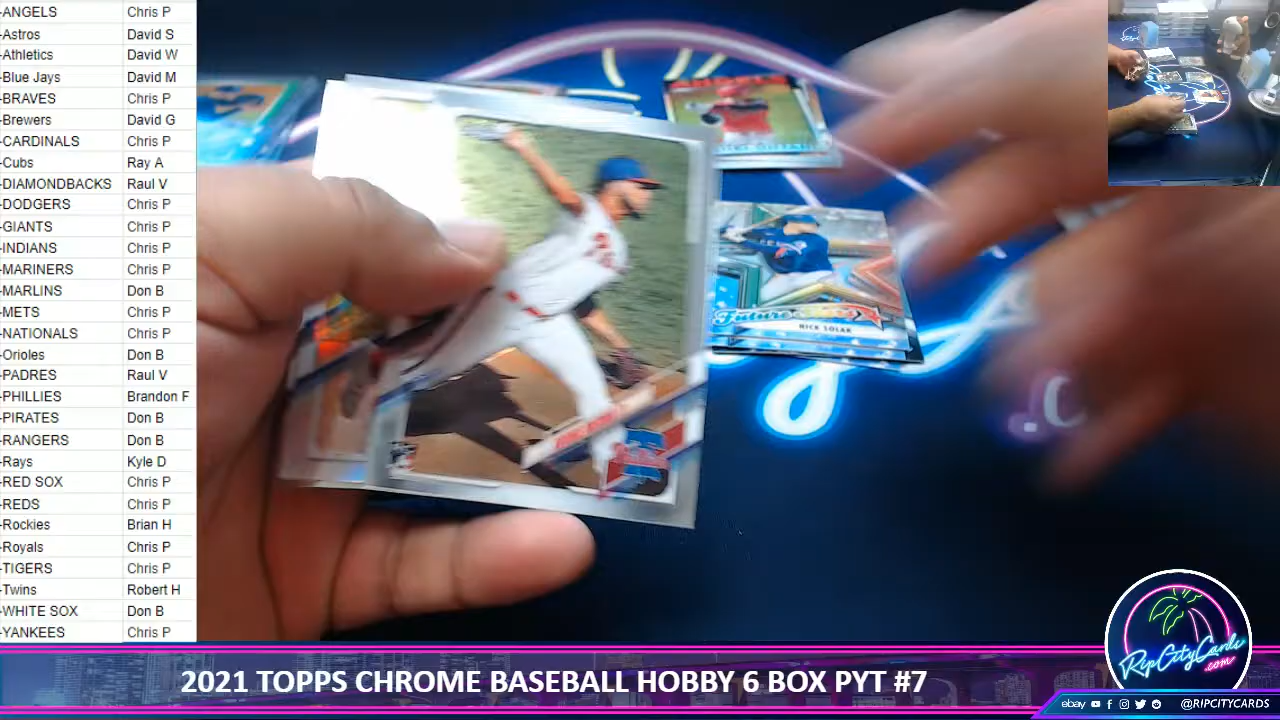 -ANGELS Chris P
-Astros David S
-Athletics David W
-Blue Jays David M
-BRAVES Chris P
-Brewers David G
-CARDINALS Chris P
-Cubs Ray A
-DIAMONDBACKS Raul V
-DODGERS Chris P
-GIANTS Chris P
-INDIANS Chris P
-MARINERS Chris P
-MARLINS Don B
-METS Chris P
-NATIONALS Chris P
-Orioles Don B
-PADRES Raul V
-PHILLIES Brandon F
-PIRATES Don B
-RANGERS Don B
-Rays Kyle D
-RED SOX Chris P
-REDS Chris P
-Rockies Brian H
-Royals Chris P
-TIGERS Chris P
-Twins Robert H
-WHITE SOX Don B
-YANKEES Chris P
ANGELS
Future
NICK SOLAK
.C
RipCityCards
.com
2021 TOPPS CHROME BASEBALL HOBBY 6 BOX PYT #7
ebay @RIPCITYCARDS